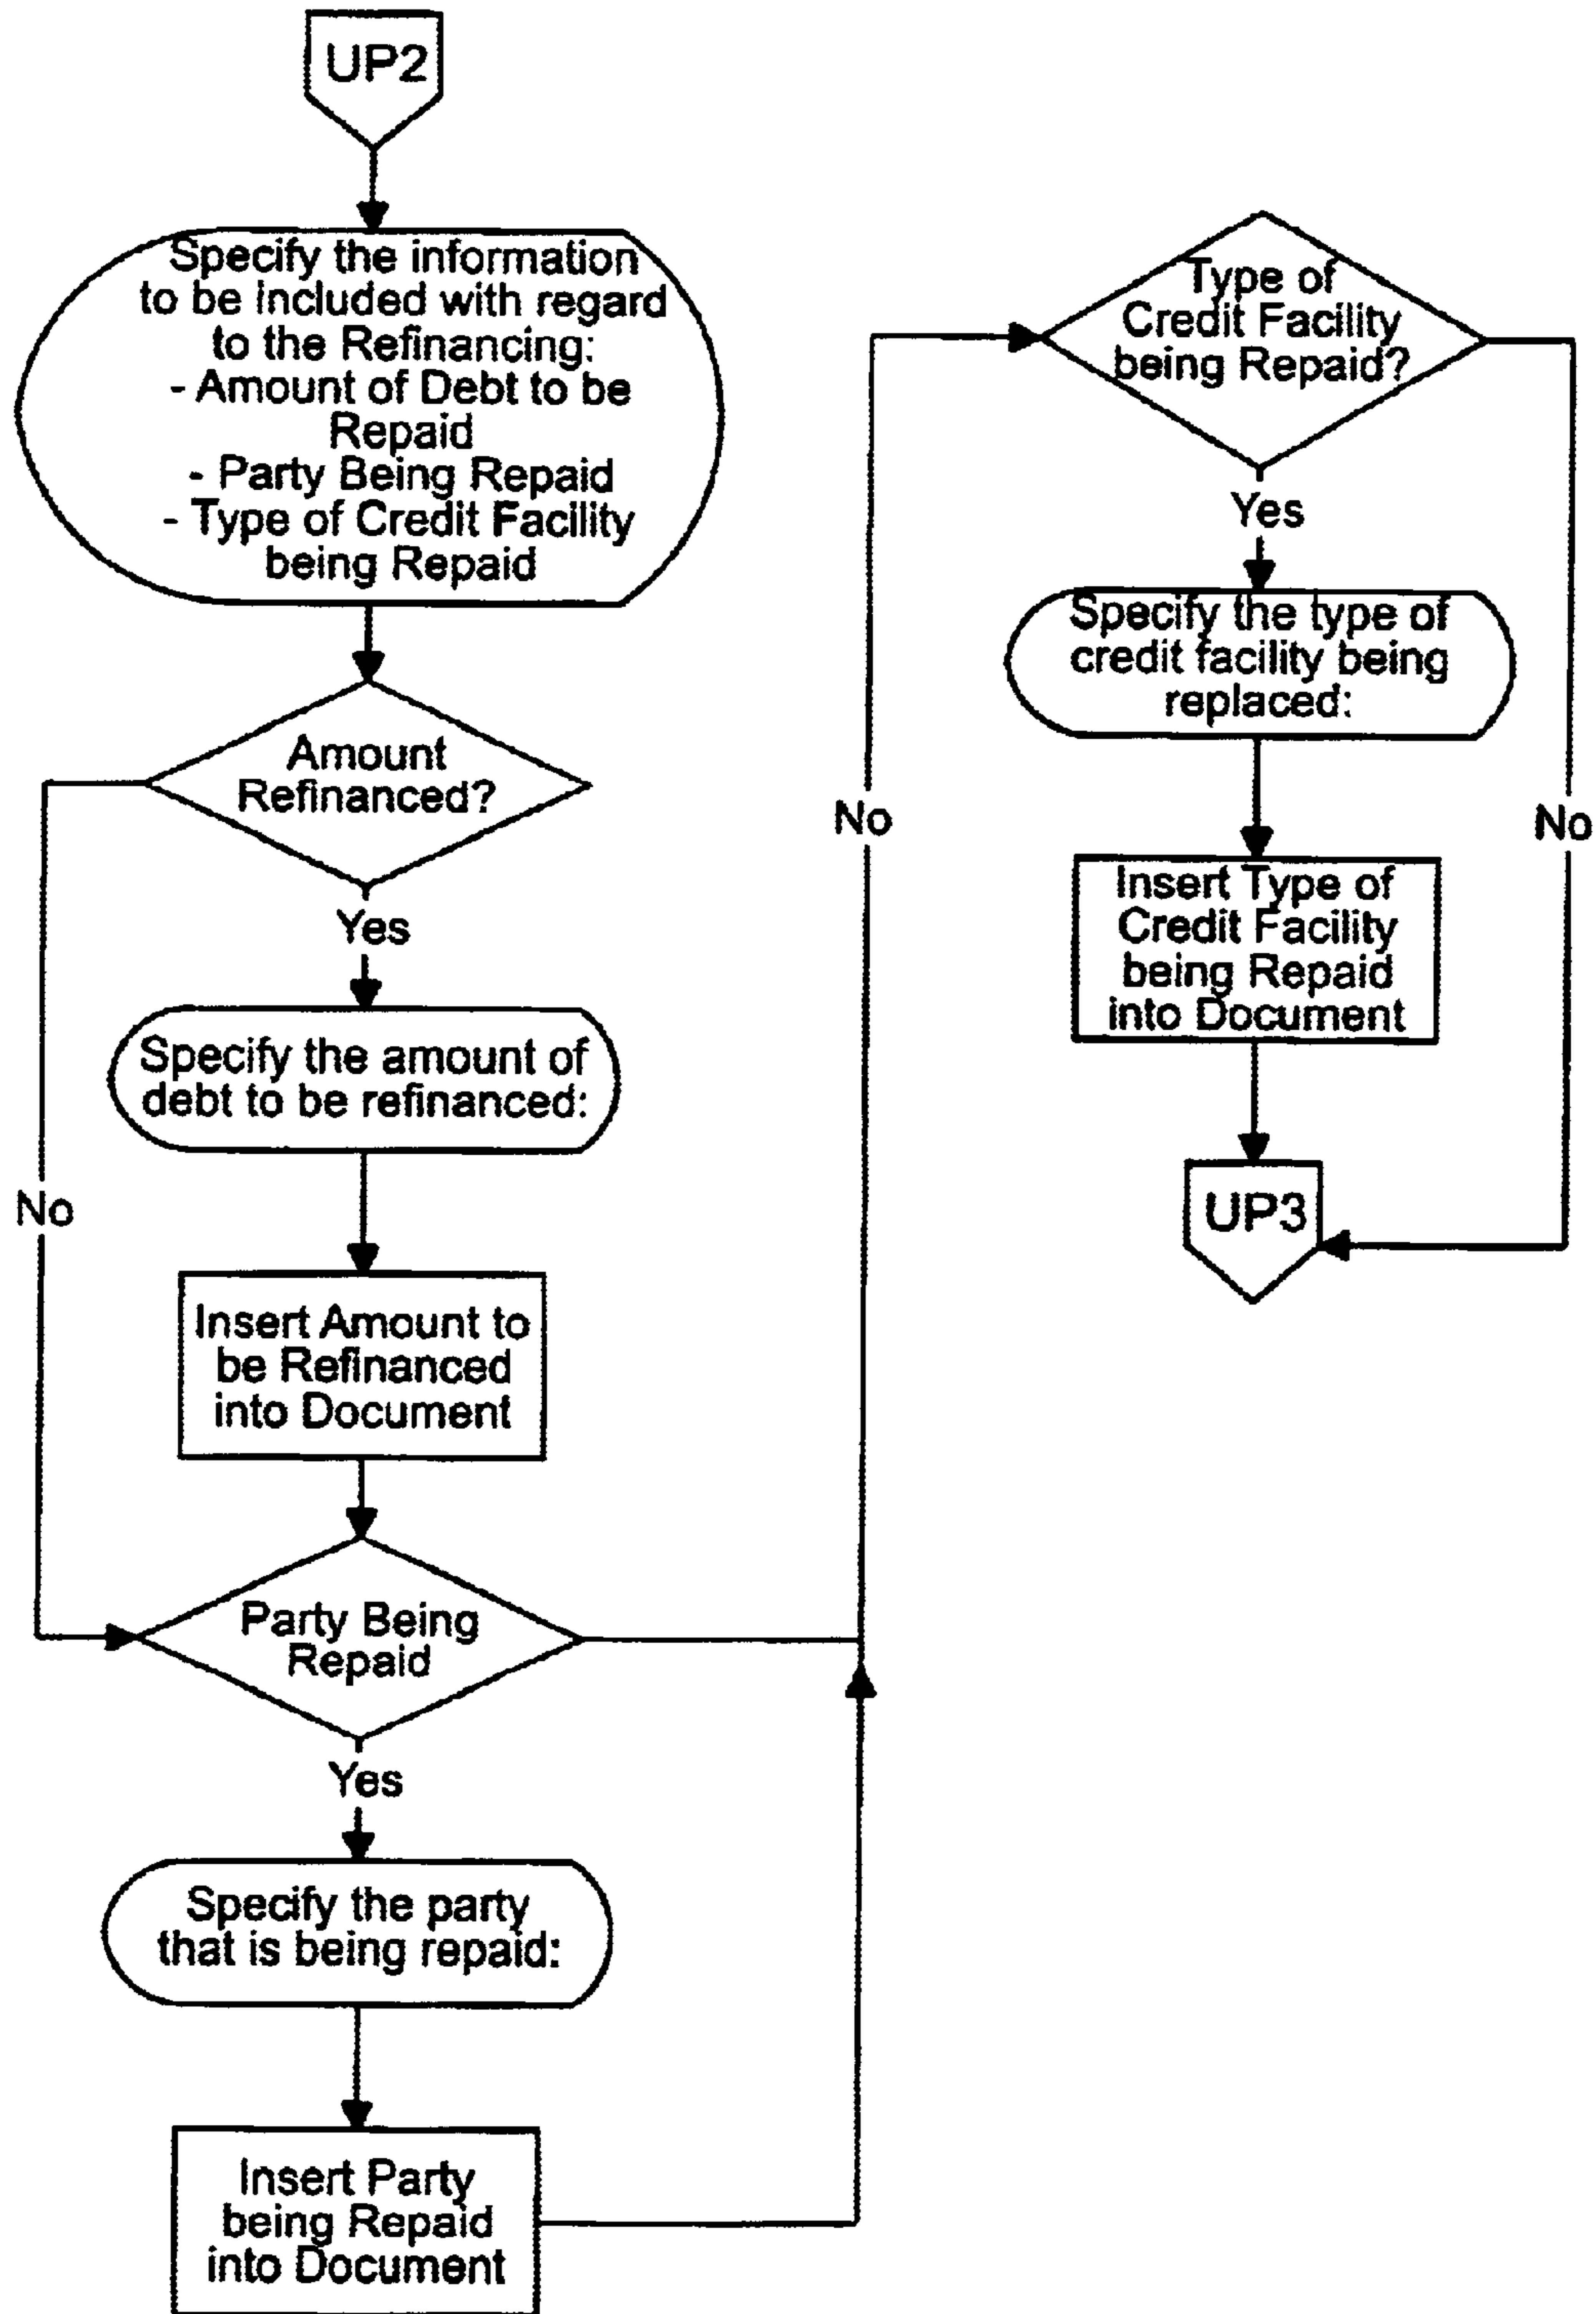 UP2
Specify the information
to be included with regard
to the Refinancing:
- Amount of Debt to be
Repaid
- Party Being Repaid
- Type of Credit Facility
being Repaid
Amount
Refinanced?
Yes
No
Specify the amount of
debt to be refinanced:
Insert Amount to
be Refinanced
into Document
Party Being
Repaid
Yes
No
Specify the party
that is being repaid:
Insert Party
being Repaid
into Document
Type of
Credit Facility
being Repaid?
Yes
No
Specify the type of
credit facility being
replaced:
Insert Type of
Credit Facility
being Repaid
into Document
UP3